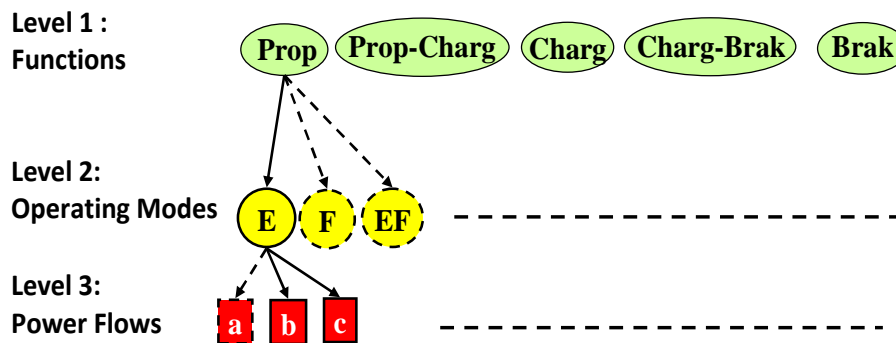 Level 1 :
Functions
Prop
Prop-Charg
Charg
Charg-Brak
Brak
Level 2:
Operating Modes
E
F
EF
Level 3:
Power Flows
a
b
c